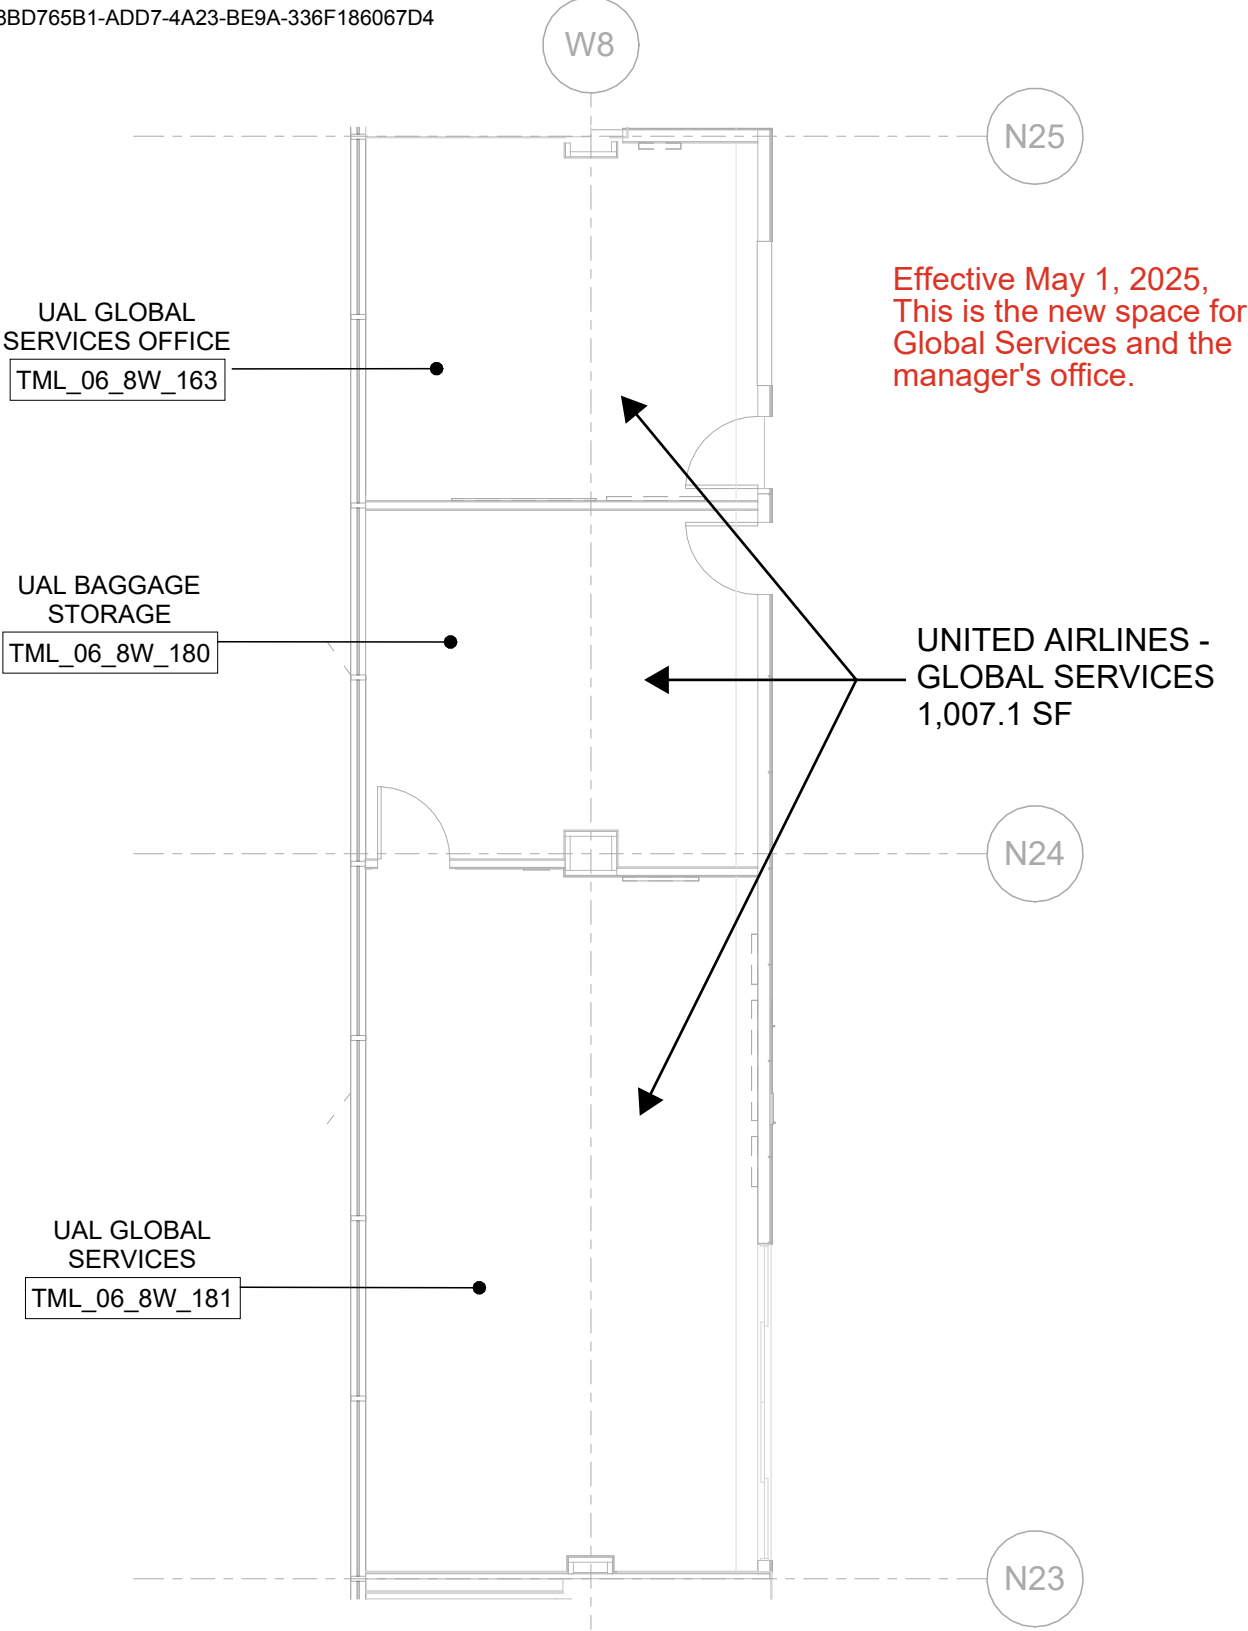 BD765B1-ADD7-4A23-BE9A-336F186067D4
W8
N25
Effective May 1, 2025,
This is the new space for
Global Services and the
manager's office.
UAL GLOBAL
SERVICES OFFICE
TML_06_8W_163
UAL BAGGAGE
STORAGE
TML_06_8W_180
UNITED AIRLINES -
GLOBAL SERVICES
1,007.1 SF
N24
UAL GLOBAL
SERVICES
TML_06_8W_181
N23